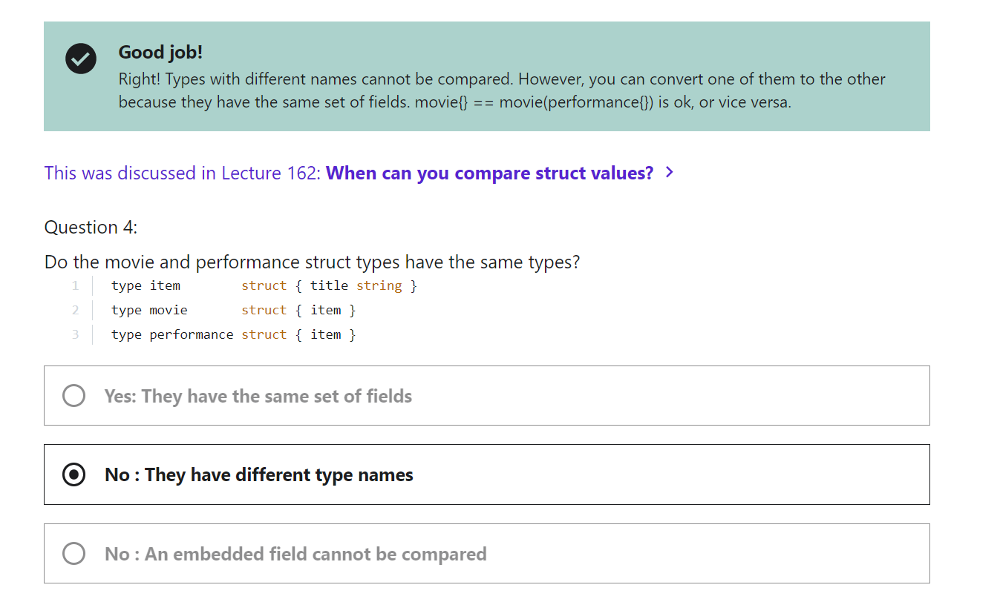 Good job!
Right! Types with different names cannot be compared. However, you can convert one of them to the other
because they have the same set of fields. movie{} == movie(performance{}) is ok, or vice versa.
This was discussed in Lecture 162: When can you compare struct values?
Question 4:
Do the movie and performance struct types have the same types?
1 type item        struct { title string }
2 type movie       struct { item }
3 type performance struct { item }
Yes: They have the same set of fields
No : They have different type names
No : An embedded field cannot be compared